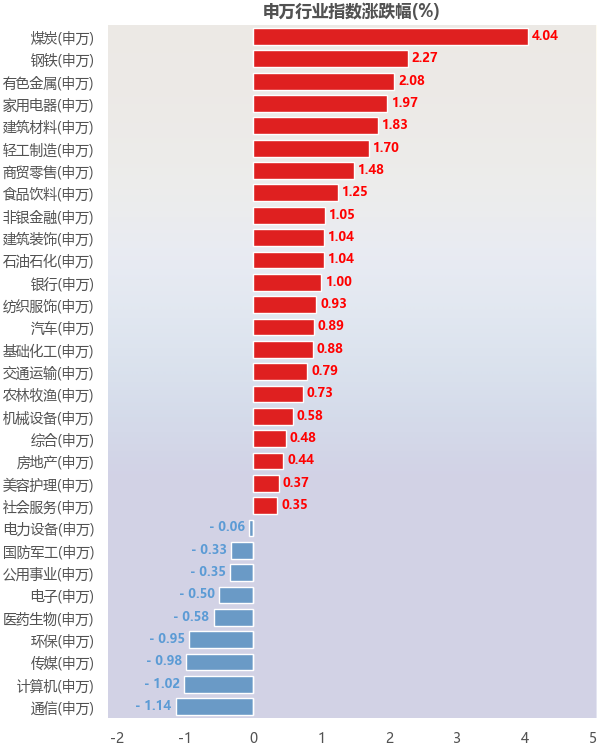 申万行业指数涨跌幅(%)
煤炭(申万) 4.04
钢铁(申万) 2.27
有色金属(申万) 2.08
家用电器(申万) 1.97
建筑材料(申万) 1.83
轻工制造(申万) 1.70
商贸零售(申万) 1.48
食品饮料(申万) 1.25
非银金融(申万) 1.05
建筑装饰(申万) 1.04
石油石化(申万) 1.04
银行(申万) 1.00
纺织服饰(申万) 0.93
汽车(申万) 0.89
基础化工(申万) 0.88
交通运输(申万) 0.79
农林牧渔(申万) 0.73
机械设备(申万) 0.58
综合(申万) 0.48
房地产(申万) 0.44
美容护理(申万) 0.37
社会服务(申万) 0.35
电力设备(申万) - 0.06
国防军工(申万) - 0.33
公用事业(申万) - 0.35
电子(申万) - 0.50
医药生物(申万) - 0.58
环保(申万) - 0.95
传媒(申万) - 0.98
计算机(申万) - 1.02
通信(申万) - 1.14
-2 -1 0 1 2 3 4 5